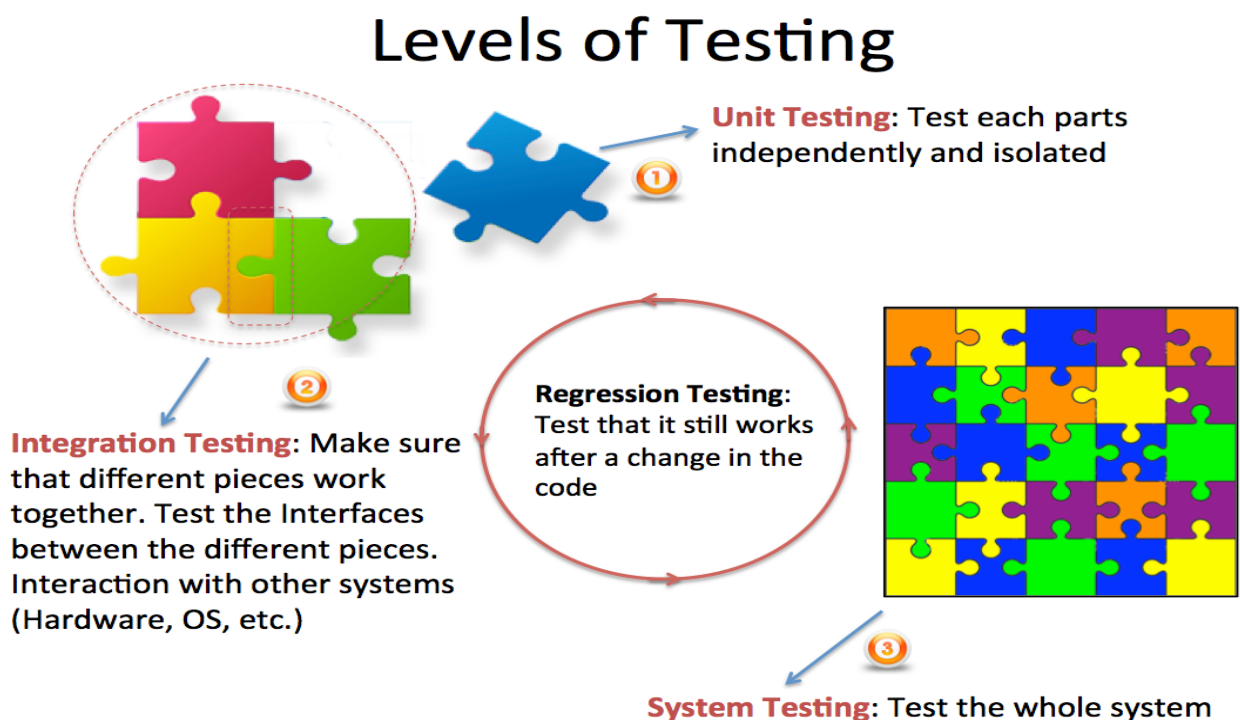 Levels of Testing
Unit Testing: Test each parts
independently and isolated
1
2
Integration Testing: Make sure
that different pieces work
together. Test the Interfaces
between the different pieces.
Interaction with other systems
(Hardware, OS, etc.)
Regression Testing:
Test that it still works
after a change in the
code
3
System Testing: Test the whole system